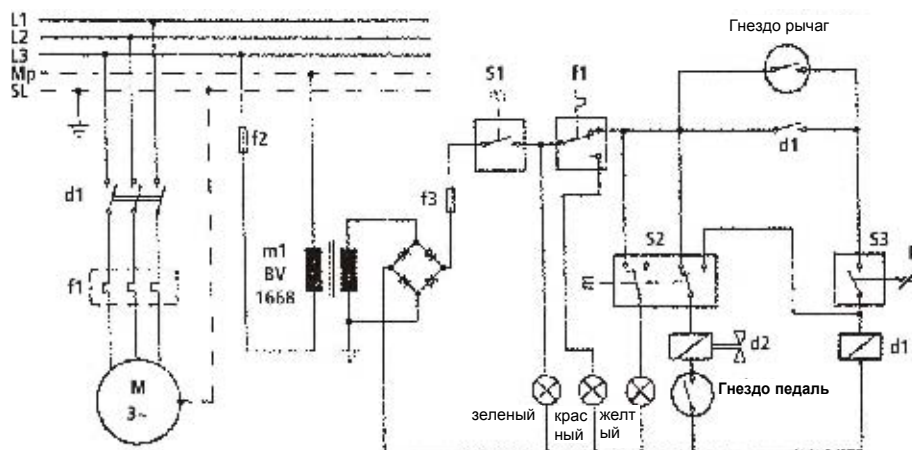 L1
L2
L3
Mp
SL
Гнездо рычаг
S1
f1
f2
d1
d1
f3
m1
BV
1668
S2
S3
m
f1
d2
d1
M
3~
Гнездо педаль
зеленый
крас
ный
желт
ый